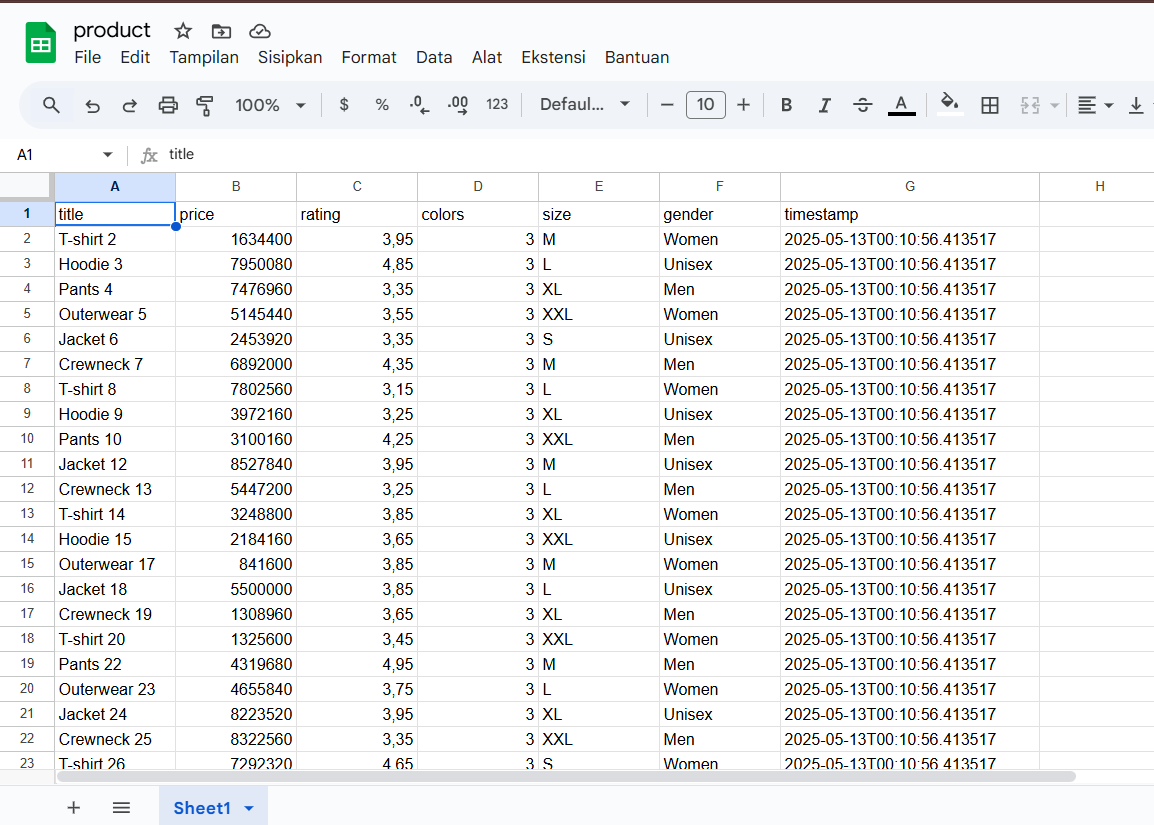 product
File Edit Tampilan Sisipkan Format Data Alat Ekstensi Bantuan
100% $ % .0 .00 123 Defaul... 10 B I S A
A1 fx title
A B C D E F G H
1 title price rating colors size gender timestamp
2 T-shirt 2 1634400 3,95 3 M Women 2025-05-13T00:10:56.413517
3 Hoodie 3 7950080 4,85 3 L Unisex 2025-05-13T00:10:56.413517
4 Pants 4 7476960 3,35 3 XL Men 2025-05-13T00:10:56.413517
5 Outerwear 5 5145440 3,55 3 XXL Women 2025-05-13T00:10:56.413517
6 Jacket 6 2453920 3,35 3 S Unisex 2025-05-13T00:10:56.413517
7 Crewneck 7 6892000 4,35 3 M Men 2025-05-13T00:10:56.413517
8 T-shirt 8 7802560 3,15 3 L Women 2025-05-13T00:10:56.413517
9 Hoodie 9 3972160 3,25 3 XL Unisex 2025-05-13T00:10:56.413517
10 Pants 10 3100160 4,25 3 XXL Men 2025-05-13T00:10:56.413517
11 Jacket 12 8527840 3,95 3 M Unisex 2025-05-13T00:10:56.413517
12 Crewneck 13 5447200 3,25 3 L Men 2025-05-13T00:10:56.413517
13 T-shirt 14 3248800 3,85 3 XL Women 2025-05-13T00:10:56.413517
14 Hoodie 15 2184160 3,65 3 XXL Unisex 2025-05-13T00:10:56.413517
15 Outerwear 17 841600 3,85 3 M Women 2025-05-13T00:10:56.413517
16 Jacket 18 5500000 3,85 3 L Unisex 2025-05-13T00:10:56.413517
17 Crewneck 19 1308960 3,65 3 XL Men 2025-05-13T00:10:56.413517
18 T-shirt 20 1325600 3,45 3 XXL Women 2025-05-13T00:10:56.413517
19 Pants 22 4319680 4,95 3 M Men 2025-05-13T00:10:56.413517
20 Outerwear 23 4655840 3,75 3 L Women 2025-05-13T00:10:56.413517
21 Jacket 24 8223520 3,95 3 XL Unisex 2025-05-13T00:10:56.413517
22 Crewneck 25 8322560 3,35 3 XXL Men 2025-05-13T00:10:56.413517
23 T-shirt 26 7292320 4,65 3 S Women 2025-05-13T00:10:56.413517
Sheet1